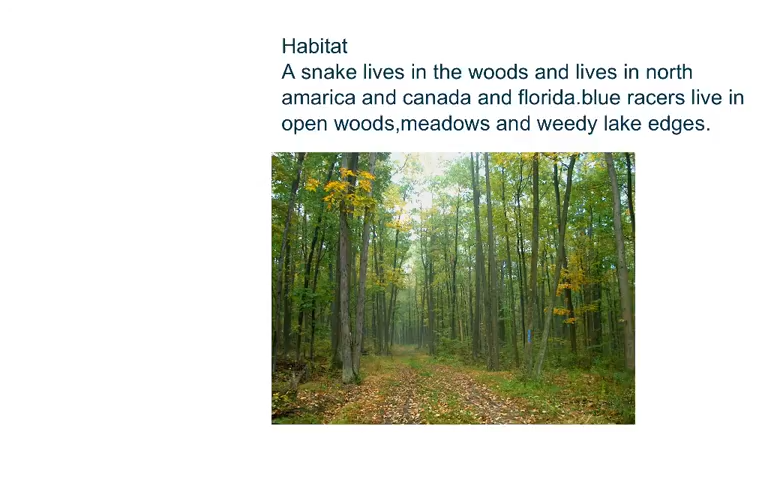 Habitat
A snake lives in the woods and lives in north
amarica and canada and florida.blue racers live in
open woods,meadows and weedy lake edges.